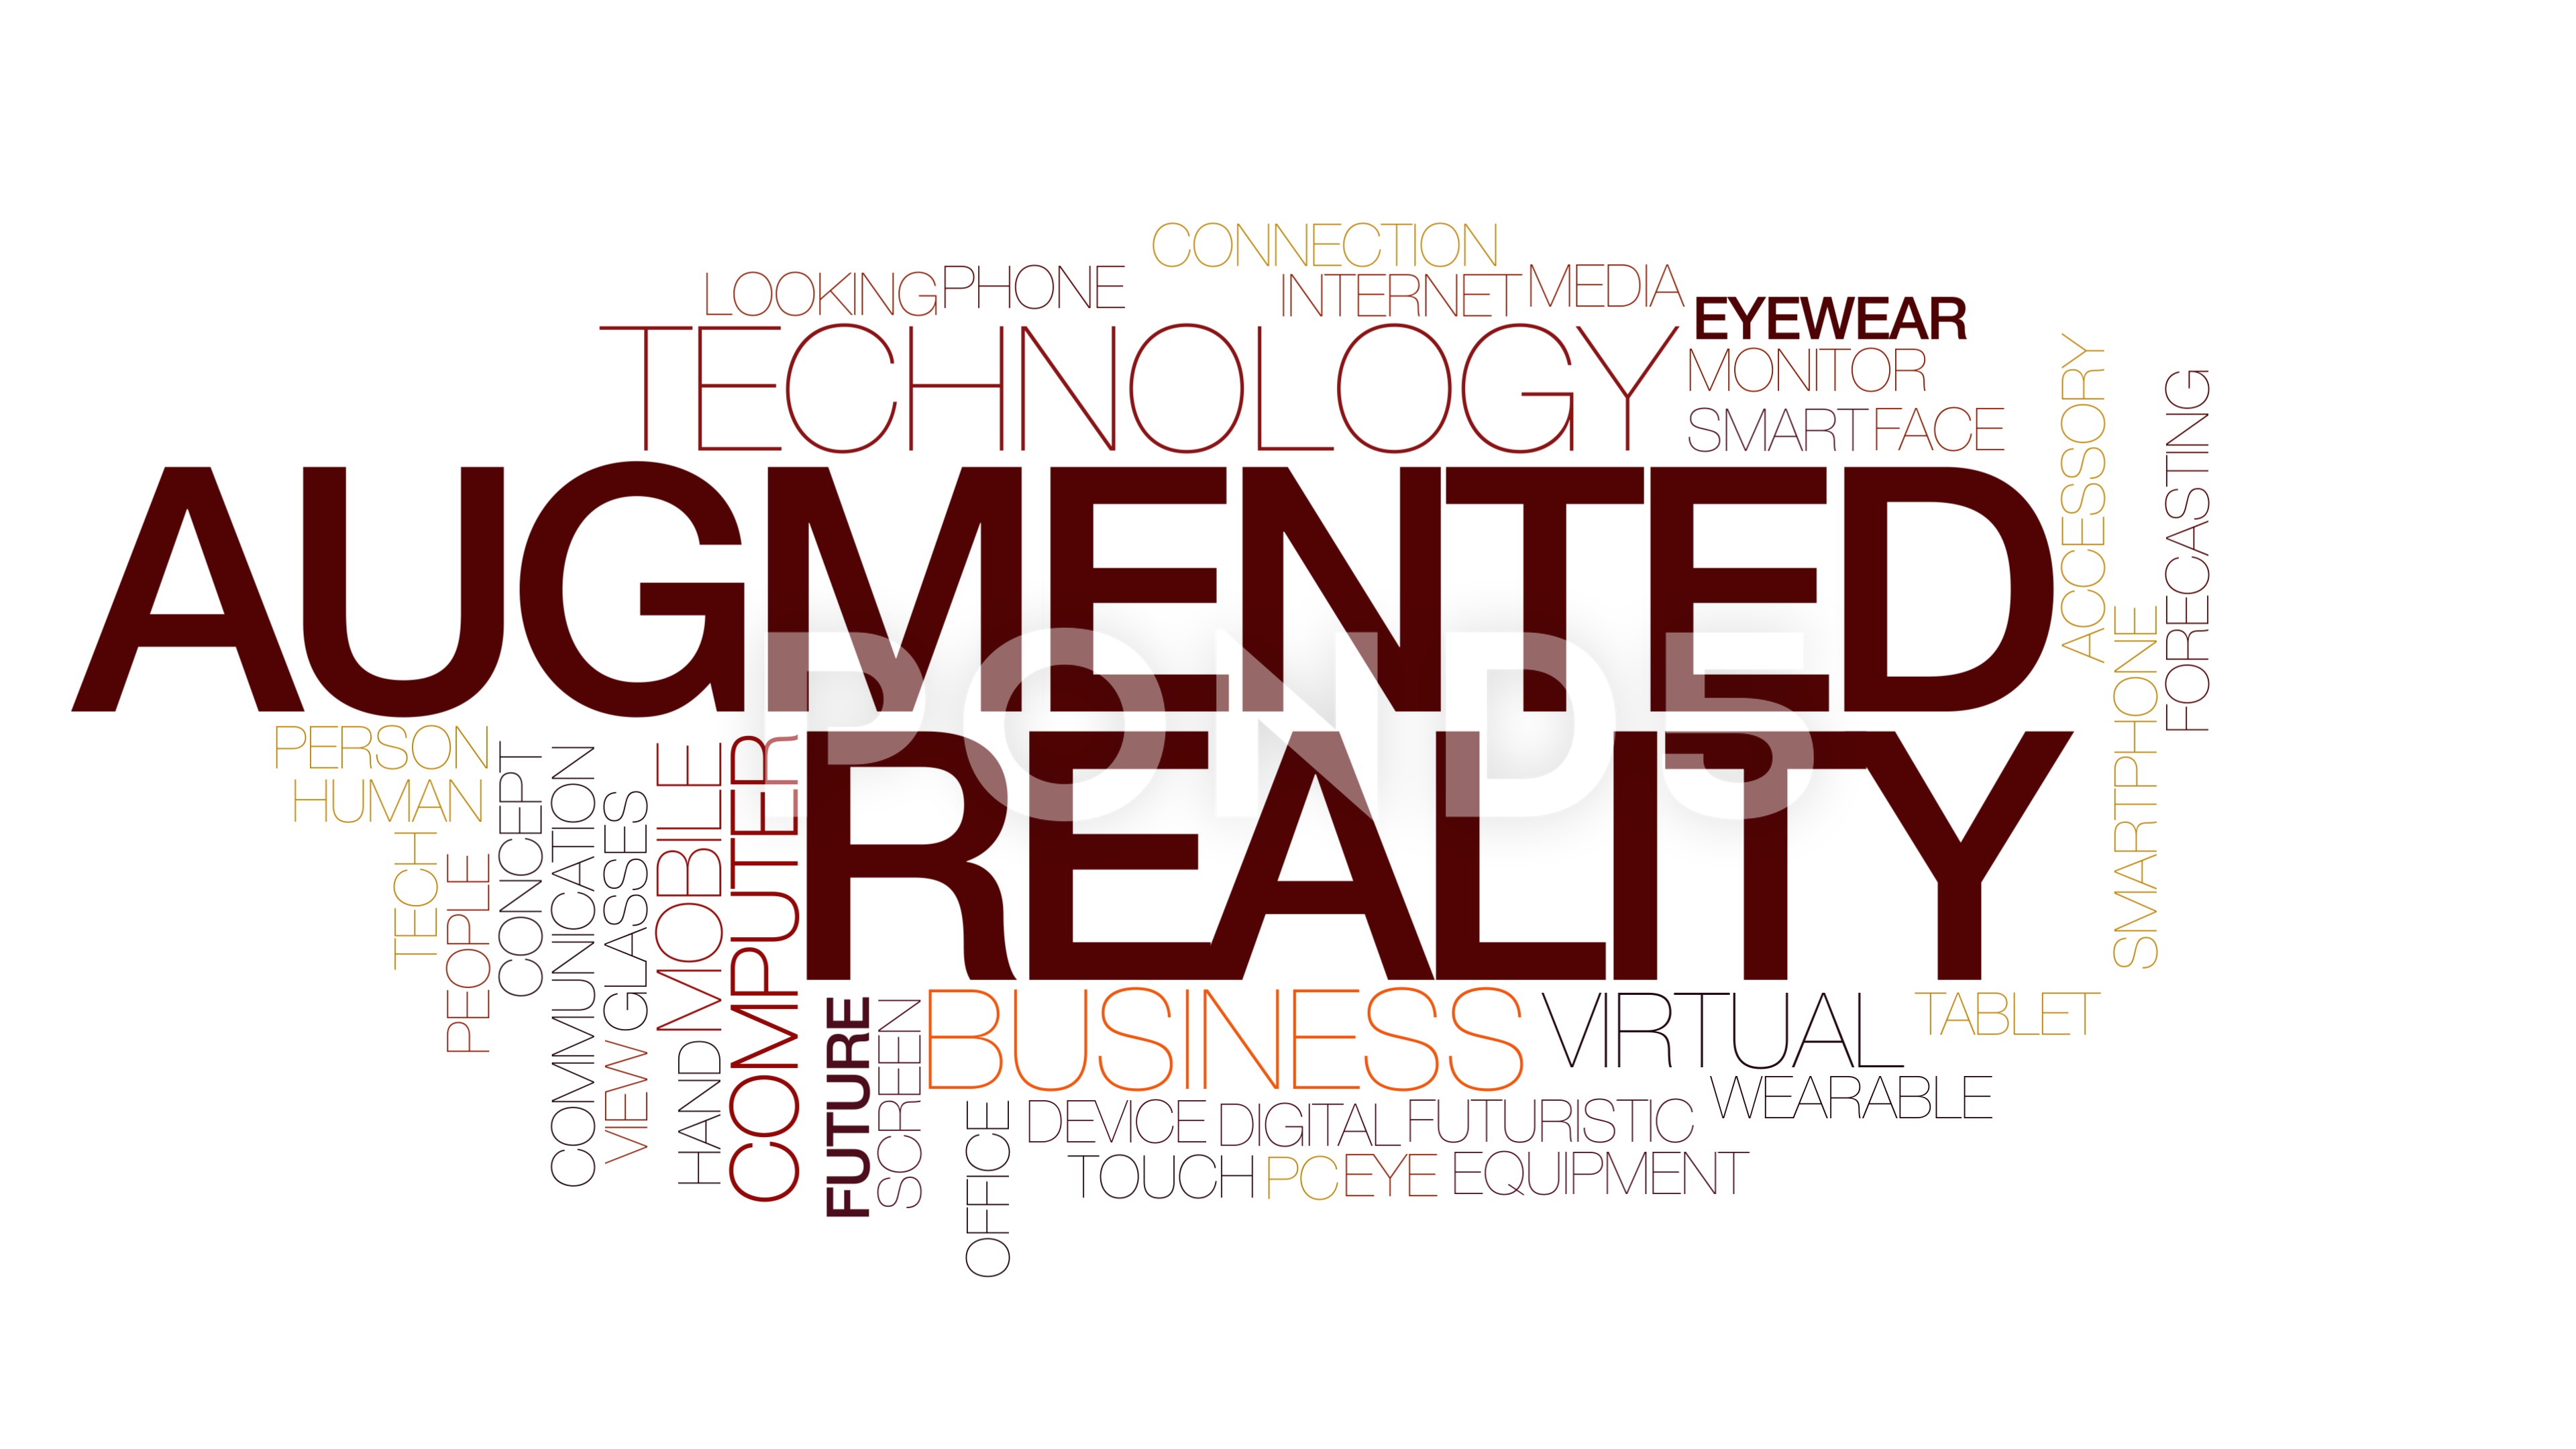 CONNECTION
LOOKING PHONE INTERNET MEDIA
EYEWEAR
TECHNOLOGY
MONITOR
SMART FACE
ACCESSORY
FORECASTING
AUGMENTED
SMARTPHONE
POND5
REALITY
PERSON
HUMAN
TECH
PEOPLE
CONCEPT
COMMUNICATION
GLASSES
VIEW
MOBILE
HAND
COMPUTER
FUTURE
SCREEN
BUSINESS VIRTUAL TABLET
WEARABLE
OFFICE
DEVICE DIGITAL FUTURISTIC
TOUCH PC EYE EQUIPMENT